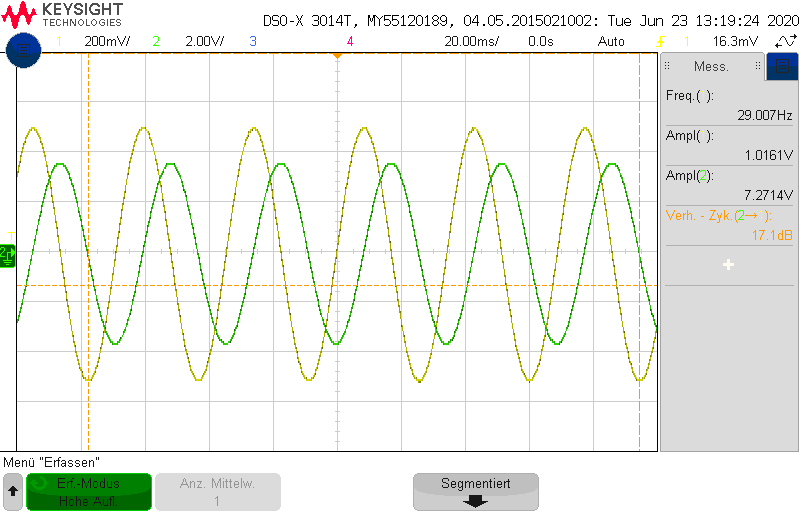 KEYSIGHT
TECHNOLOGIES
DSO-X 3014T, MY55120189, 04.05.2015021002: Tue Jun 23 13:19:24 2020
1 200mV/ 2 2.00V/ 3 4 20.00ms/ 0.0s Auto 1 16.3mV
Mess.
Freq.( ):
29.007Hz
Ampl( ):
1.0161V
Ampl(2):
7.2714V
Verh. - Zyk.(2→ ):
17.1dB
2
Menü "Erfassen"
Erf.-Modus
Hohe Aufl.
Anz. Mittelw.
1
Segmentiert